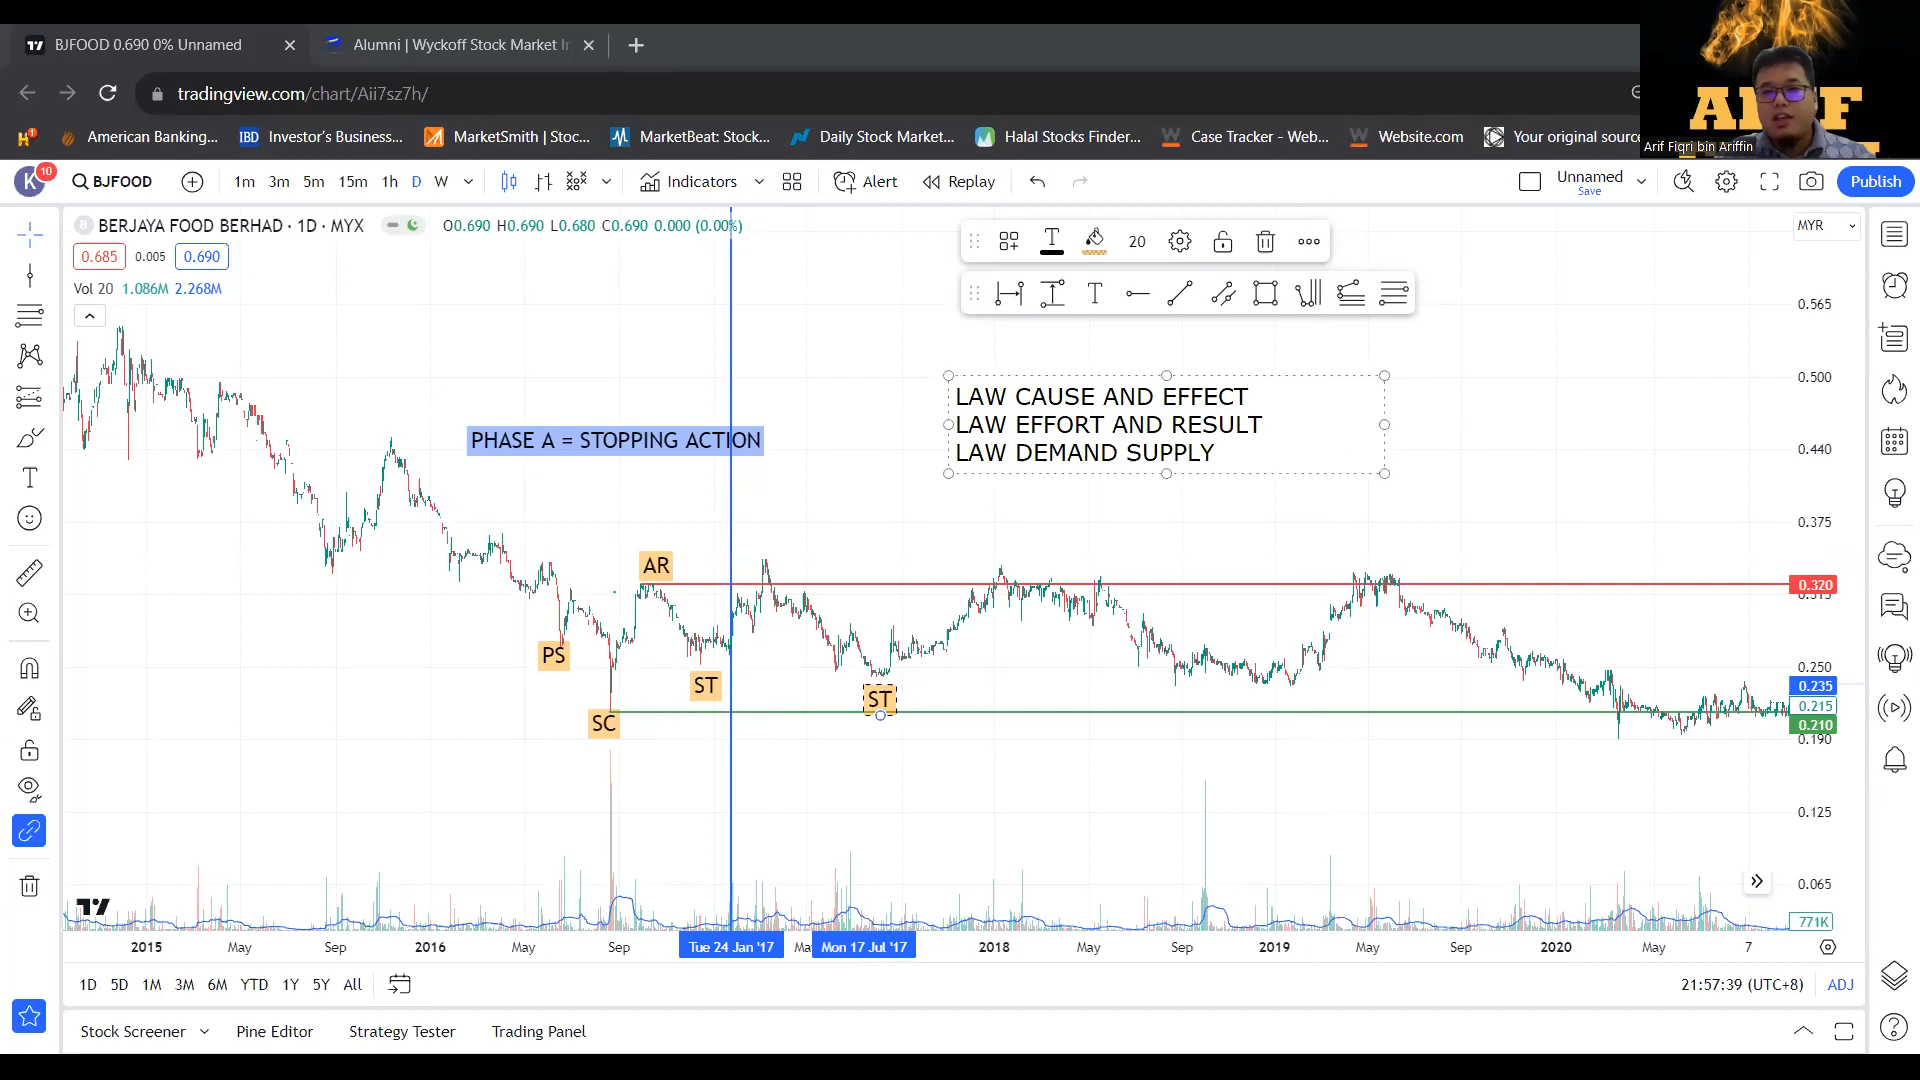 BJFOOD 0.690 0% Unnamed
Alumni | Wyckoff Stock Market In
tradingview.com/chart/Aii7sz7h/
American Banking...
IBD Investor's Business...
MarketSmith | Stoc...
MarketBeat: Stock...
Daily Stock Market...
Halal Stocks Finder...
Case Tracker - Web...
Website.com
Your original source
Arif Fiqri bin Ariffin
K 10
BJFOOD
1m 3m 5m 15m 1h D W
Indicators
Alert
Replay
Unnamed
Save
Publish
BERJAYA FOOD BERHAD · 1D · MYX
O0.690 H0.690 L0.680 C0.690 0.000 (0.00%)
MYR
0.685 0.005 0.690
Vol 20 1.086M 2.268M
20
LAW CAUSE AND EFFECT
LAW EFFORT AND RESULT
LAW DEMAND SUPPLY
PHASE A = STOPPING ACTION
AR
PS
ST
SC
ST
0.565
0.500
0.440
0.375
0.320
0.315
0.250
0.235
0.215
0.210
0.190
0.125
0.065
771K
2015 May Sep 2016 May Sep Tue 24 Jan '17 Mon 17 Jul '17 2018 May Sep 2019 May Sep 2020 May 7
1D 5D 1M 3M 6M YTD 1Y 5Y All
21:57:39 (UTC+8) ADJ
Stock Screener Pine Editor Strategy Tester Trading Panel